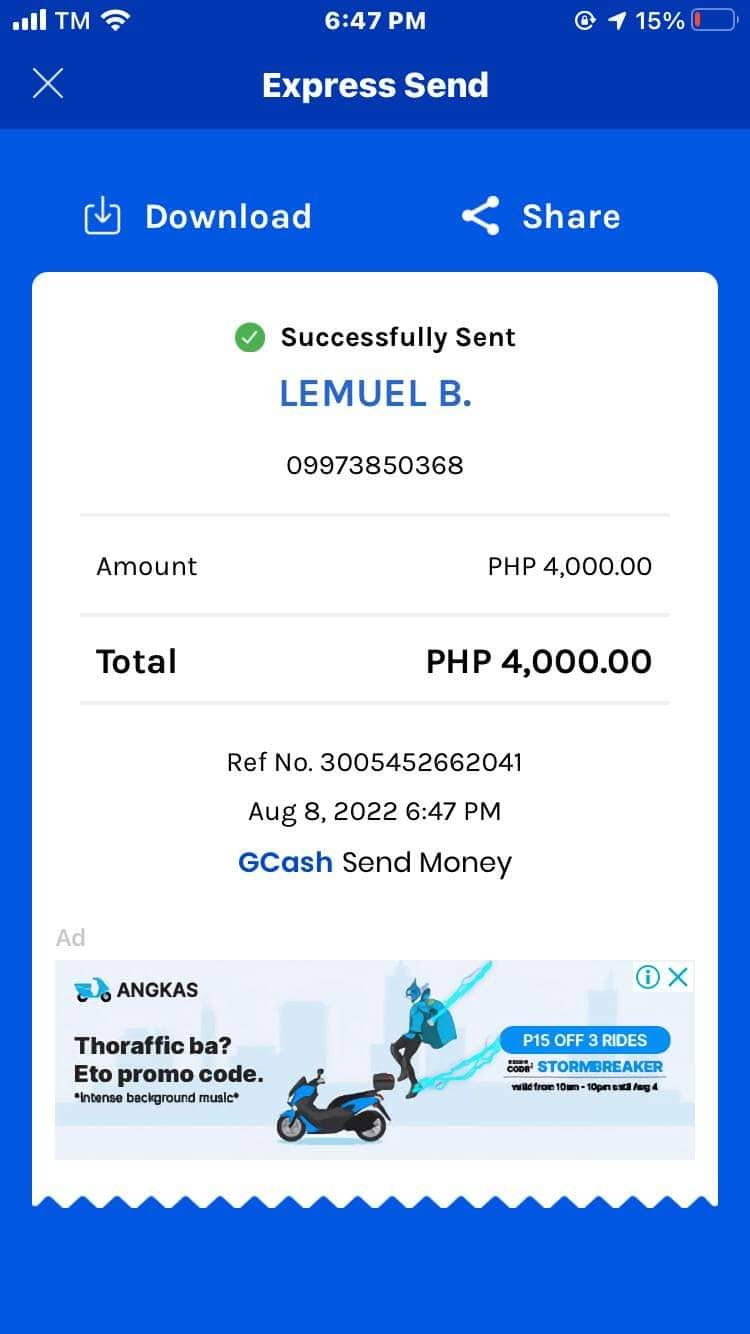 TM 6:47 PM 15%
Express Send
Download Share
Successfully Sent
LEMUEL B.
09973850368
Amount PHP 4,000.00
Total PHP 4,000.00
Ref No. 3005452662041
Aug 8, 2022 6:47 PM
GCash Send Money
Ad
ANGKAS
Thoraffic ba?
Eto promo code.
*Intense background music*
P15 OFF 3 RIDES
CODE: STORMBREAKER
valid from 10am - 10pm until Aug 4